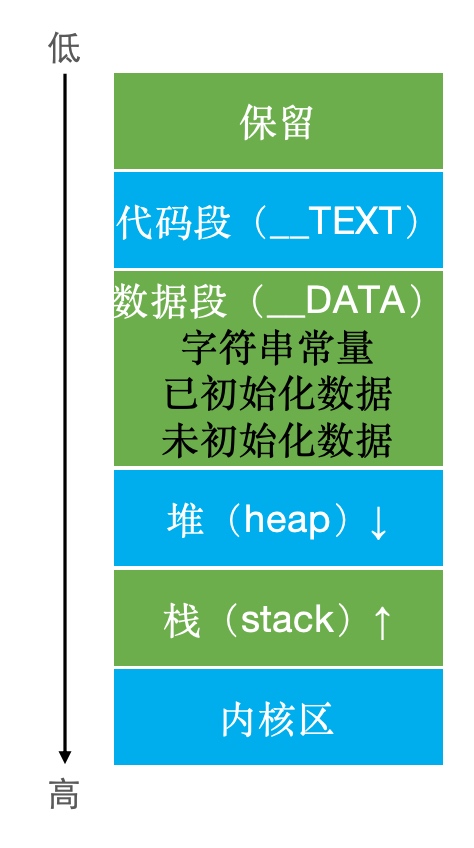 低
保留
代码段（__TEXT）
数据段（__DATA）
字符串常量
已初始化数据
未初始化数据
堆（heap）↓
栈（stack）↑
内核区
高